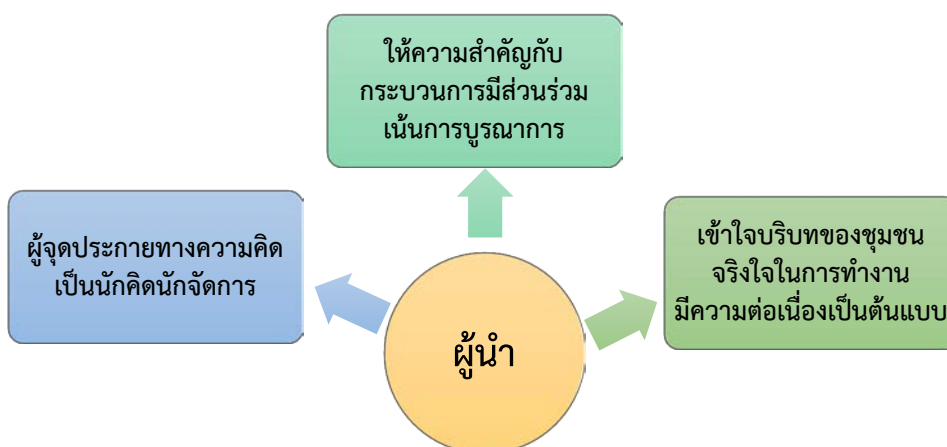 ให้ความสำคัญกับ
กระบวนการมีส่วนร่วม
เน้นการบูรณาการ
ผู้จุดประกายทางความคิด
เป็นนักคิดนักจัดการ
เข้าใจบริบทของชุมชน
จริงใจในการทำงาน
มีความต่อเนื่องเป็นต้นแบบ
ผู้นำ